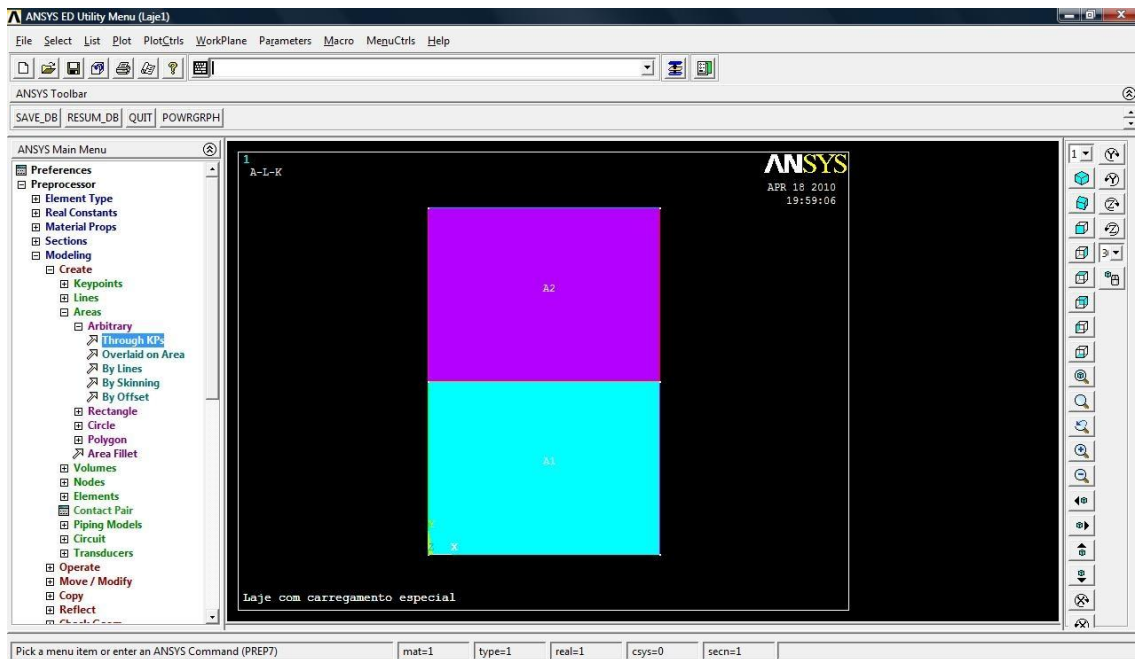 ANSYS ED Utility Menu (Laje1)
File Select List Plot PlotCtrls WorkPlane Parameters Macro MenuCtrls Help
ANSYS Toolbar
SAVE_DB RESUM_DB QUIT POWRGRPH
ANSYS Main Menu
Preferences
Preprocessor
Element Type
Real Constants
Material Props
Sections
Modeling
Create
Keypoints
Lines
Areas
Arbitrary
Through KPs
Overlaid on Area
By Lines
By Skinning
By Offset
Rectangle
Circle
Polygon
Area Fillet
Volumes
Nodes
Elements
Contact Pair
Piping Models
Circuit
Transducers
Operate
Move / Modify
Copy
Reflect
1
A-L-K
ANSYS
APR 18 2010
19:59:06
A2
A1
Y
Z X
Laje com carregamento especial
1
Pick a menu item or enter an ANSYS Command (PREP7) mat=1 type=1 real=1 csys=0 secn=1